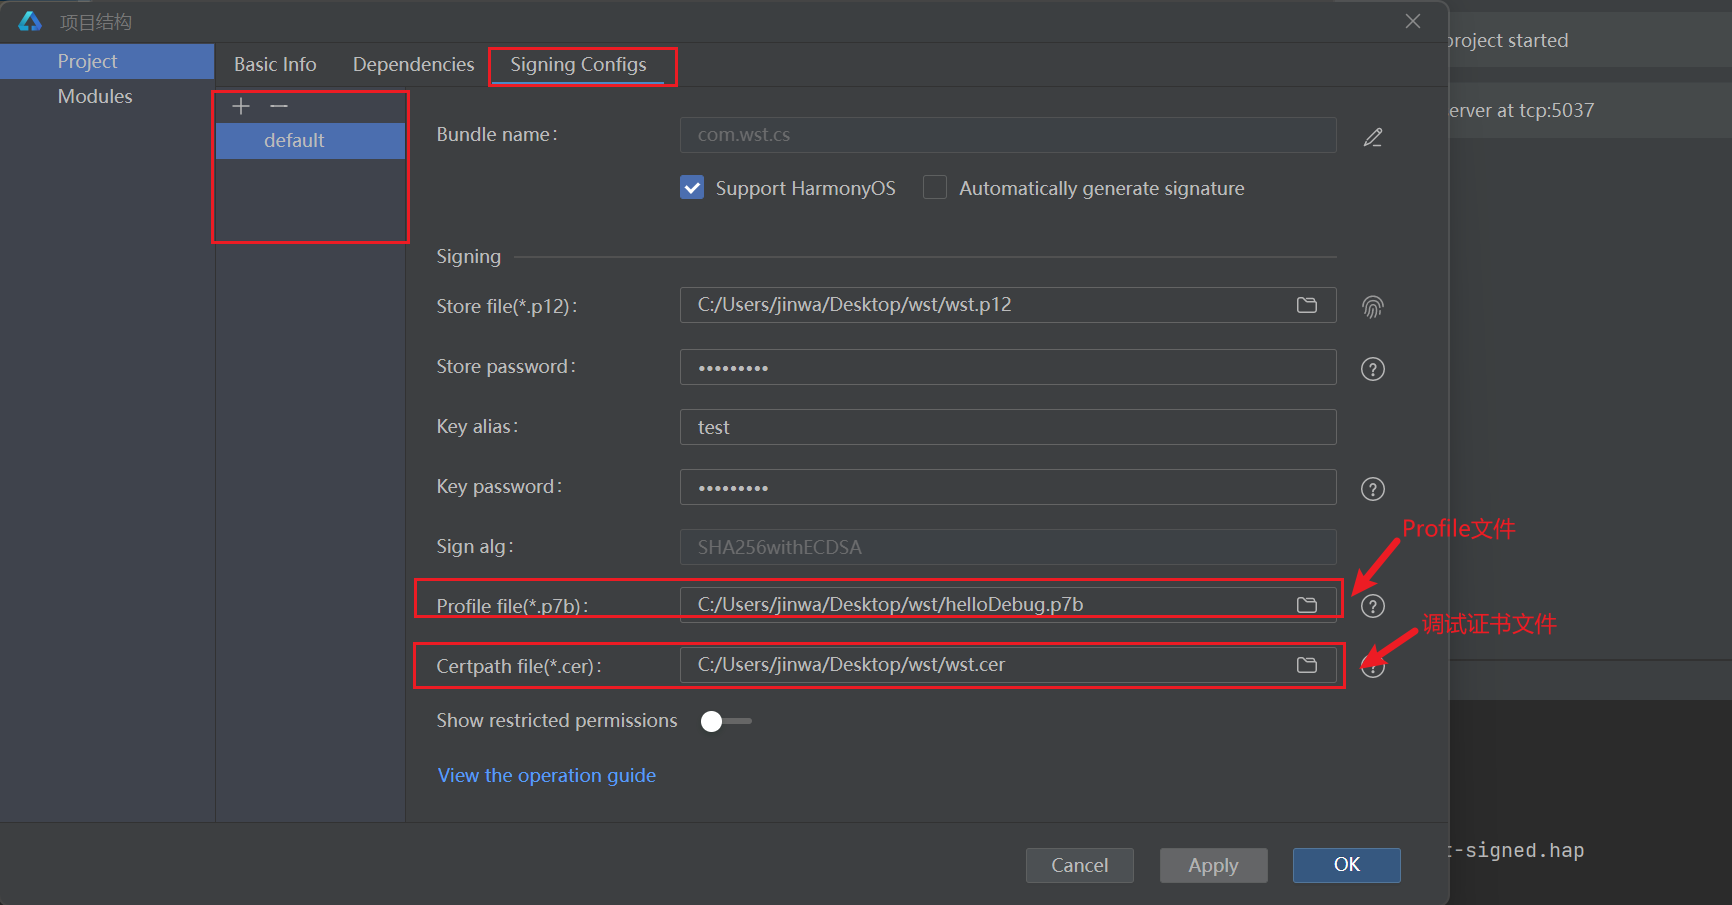 项目结构
Project
Modules
Basic Info
Dependencies
Signing Configs
default
Bundle name:
com.wst.cs
Support HarmonyOS
Automatically generate signature
Signing
Store file(*.p12):
C:/Users/jinwa/Desktop/wst/wst.p12
Store password:
•••••••••
Key alias:
test
Key password:
•••••••••
Sign alg:
SHA256withECDSA
Profile文件
Profile file(*.p7b):
C:/Users/jinwa/Desktop/wst/helloDebug.p7b
调试证书文件
Certpath file(*.cer):
C:/Users/jinwa/Desktop/wst/wst.cer
Show restricted permissions
View the operation guide
Cancel
Apply
OK
project started
erver at tcp:5037
t-signed.hap